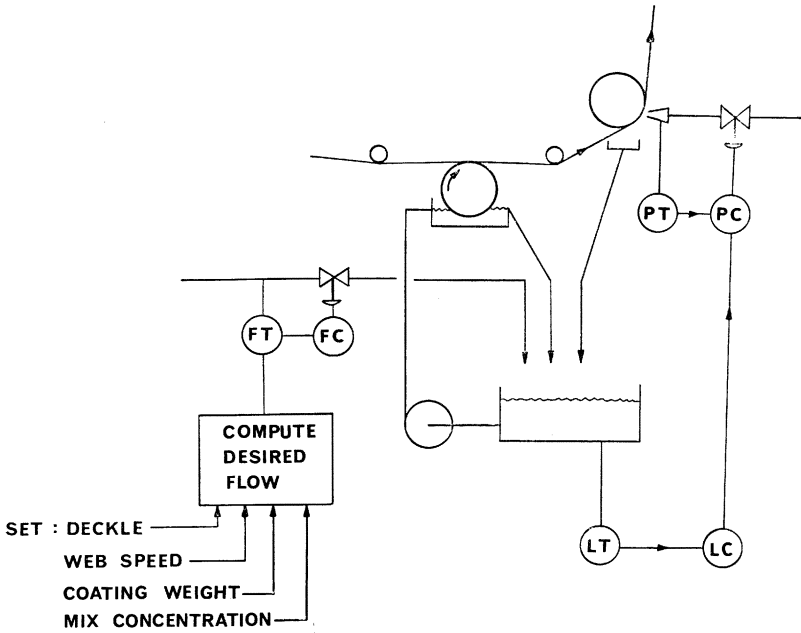 PT
PC
FT
FC
COMPUTE
DESIRED
FLOW
SET : DECKLE
WEB SPEED
COATING WEIGHT
MIX CONCENTRATION
LT
LC